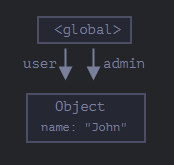 <global>
user admin
Object
name: "John"